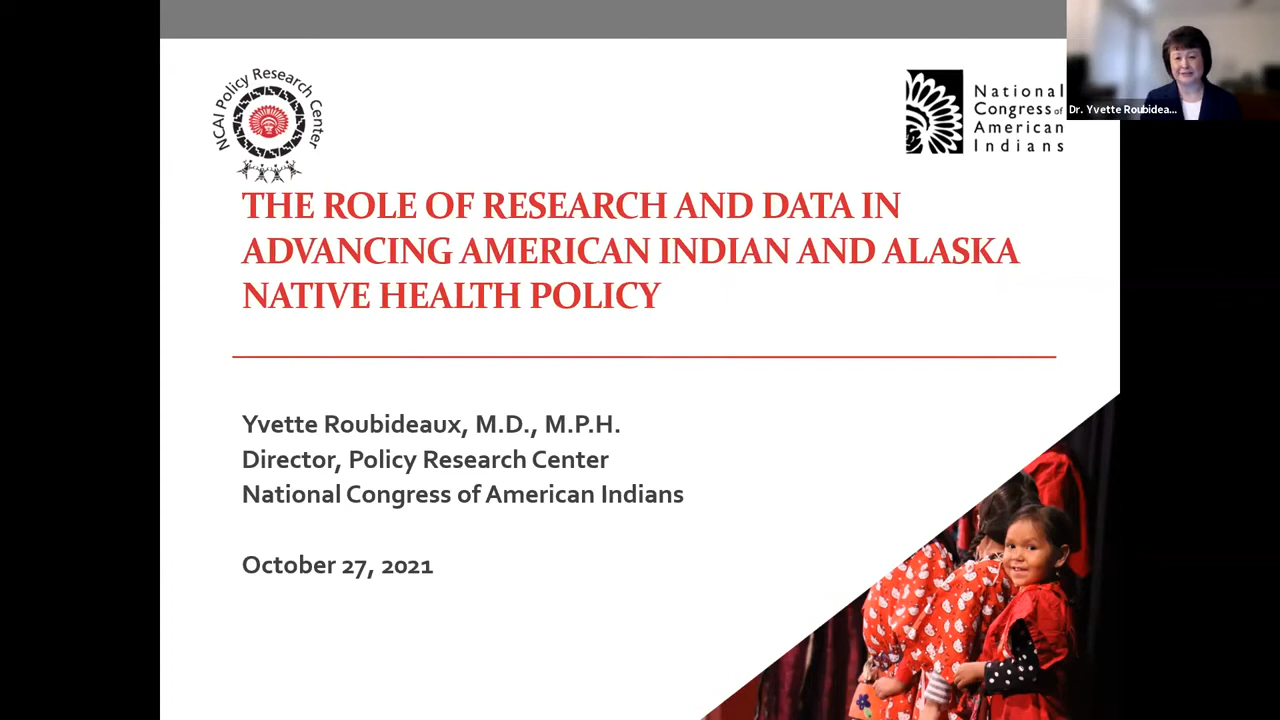 NCAI Policy Research Center
National
Congress of
American
Indians
Dr. Yvette Roubidea...
THE ROLE OF RESEARCH AND DATA IN
ADVANCING AMERICAN INDIAN AND ALASKA
NATIVE HEALTH POLICY
Yvette Roubideaux, M.D., M.P.H.
Director, Policy Research Center
National Congress of American Indians
October 27, 2021